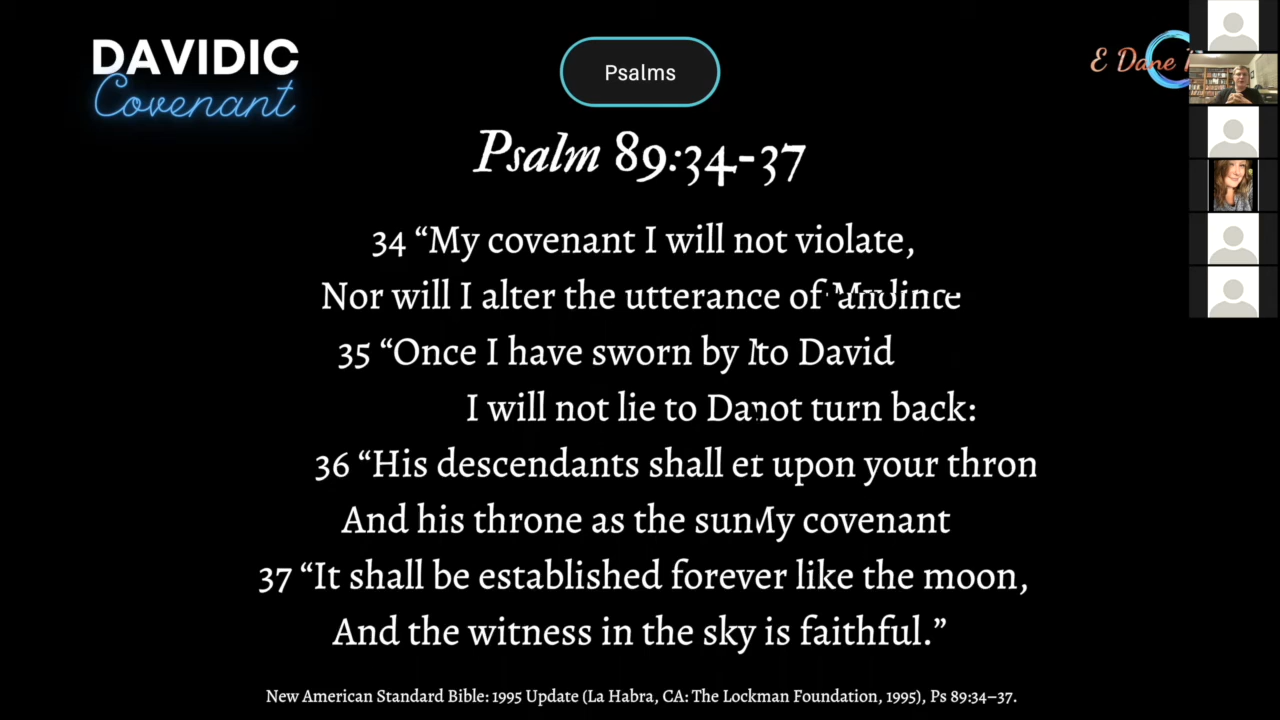 DAVIDIC
Covenant
Psalms
E Dane
Psalm 89:34-37
34 “My covenant I will not violate,
Nor will I alter the utterance of
35 “Once I have sworn by to David
I will not lie to not turn back:
36 “His descendants shall upon your thron
And his throne as the sun My covenant
37 “It shall be established forever like the moon,
And the witness in the sky is faithful.”
New American Standard Bible: 1995 Update (La Habra, CA: The Lockman Foundation, 1995), Ps 89:34–37.